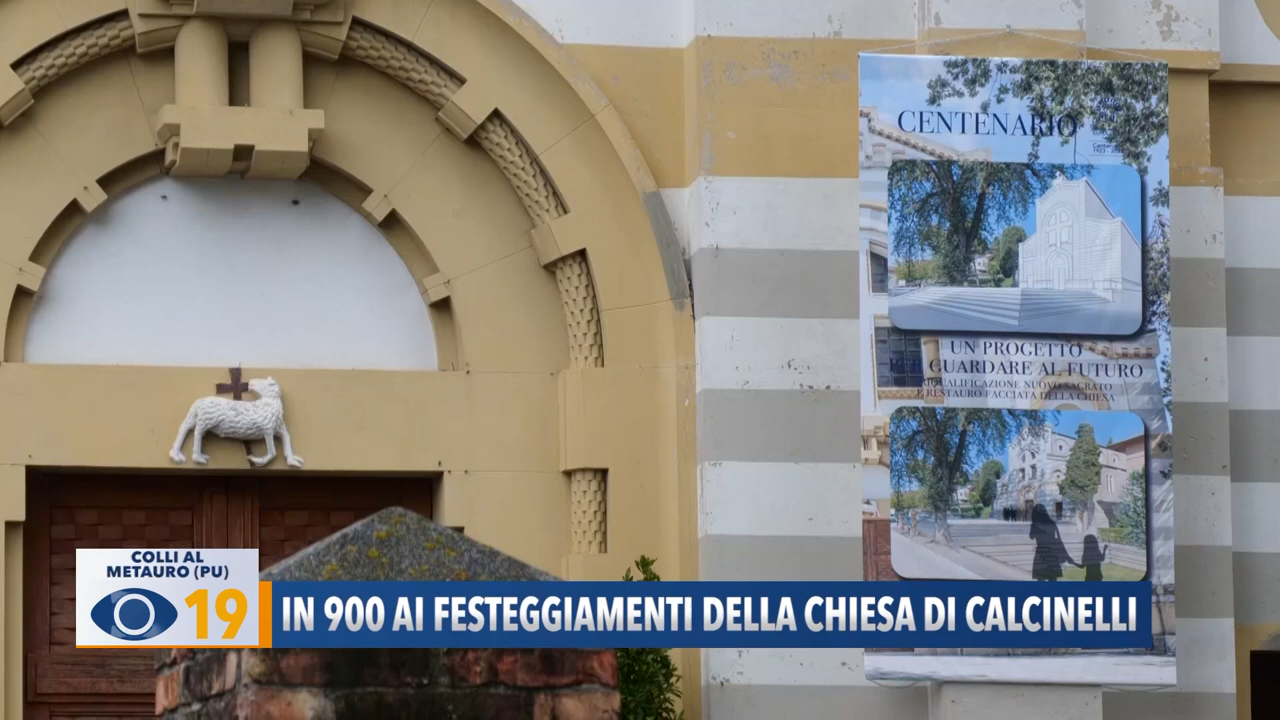 CENTENARIO
UN PROGETTO
GUARDARE AL FUTURO
RIQUALIFICAZIONE NUOVO SAGRATO
E RESTAURO FACCIATA DELLA CHIESA
COLLI AL
METAURO (PU)
19
IN 900 AI FESTEGGIAMENTI DELLA CHIESA DI CALCINELLI